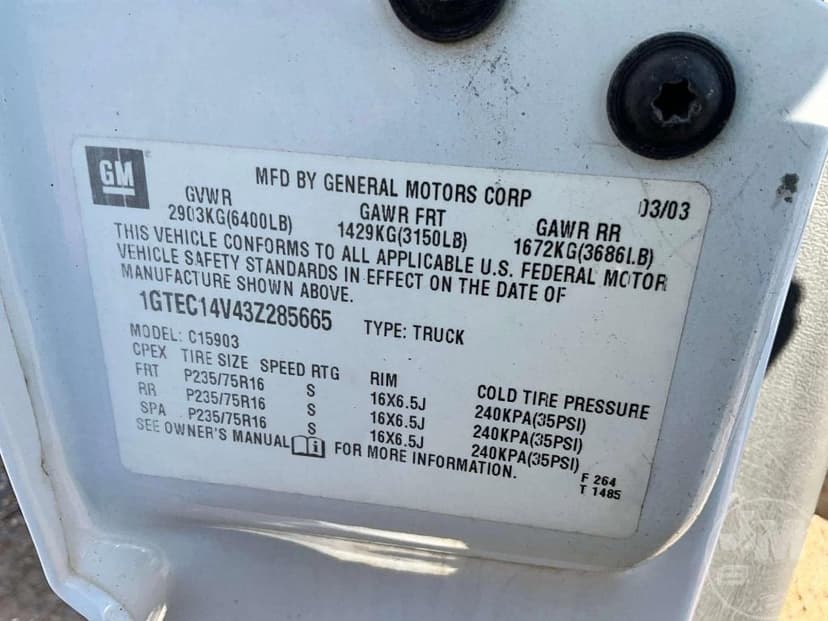 GM
MFD BY GENERAL MOTORS CORP 03/03
GVWR GAWR FRT GAWR RR
2903KG(6400LB) 1429KG(3150LB) 1672KG(3686LB)
THIS VEHICLE CONFORMS TO ALL APPLICABLE U.S. FEDERAL MOTOR
VEHICLE SAFETY STANDARDS IN EFFECT ON THE DATE OF
MANUFACTURE SHOWN ABOVE.
1GTEC14V43Z285665 TYPE: TRUCK
MODEL: C15903
CPEX TIRE SIZE SPEED RTG RIM COLD TIRE PRESSURE
FRT P235/75R16 S 16X6.5J 240KPA(35PSI)
RR P235/75R16 S 16X6.5J 240KPA(35PSI)
SPA P235/75R16 S 16X6.5J 240KPA(35PSI)
SEE OWNER'S MANUAL FOR MORE INFORMATION.
F 264
T 1485